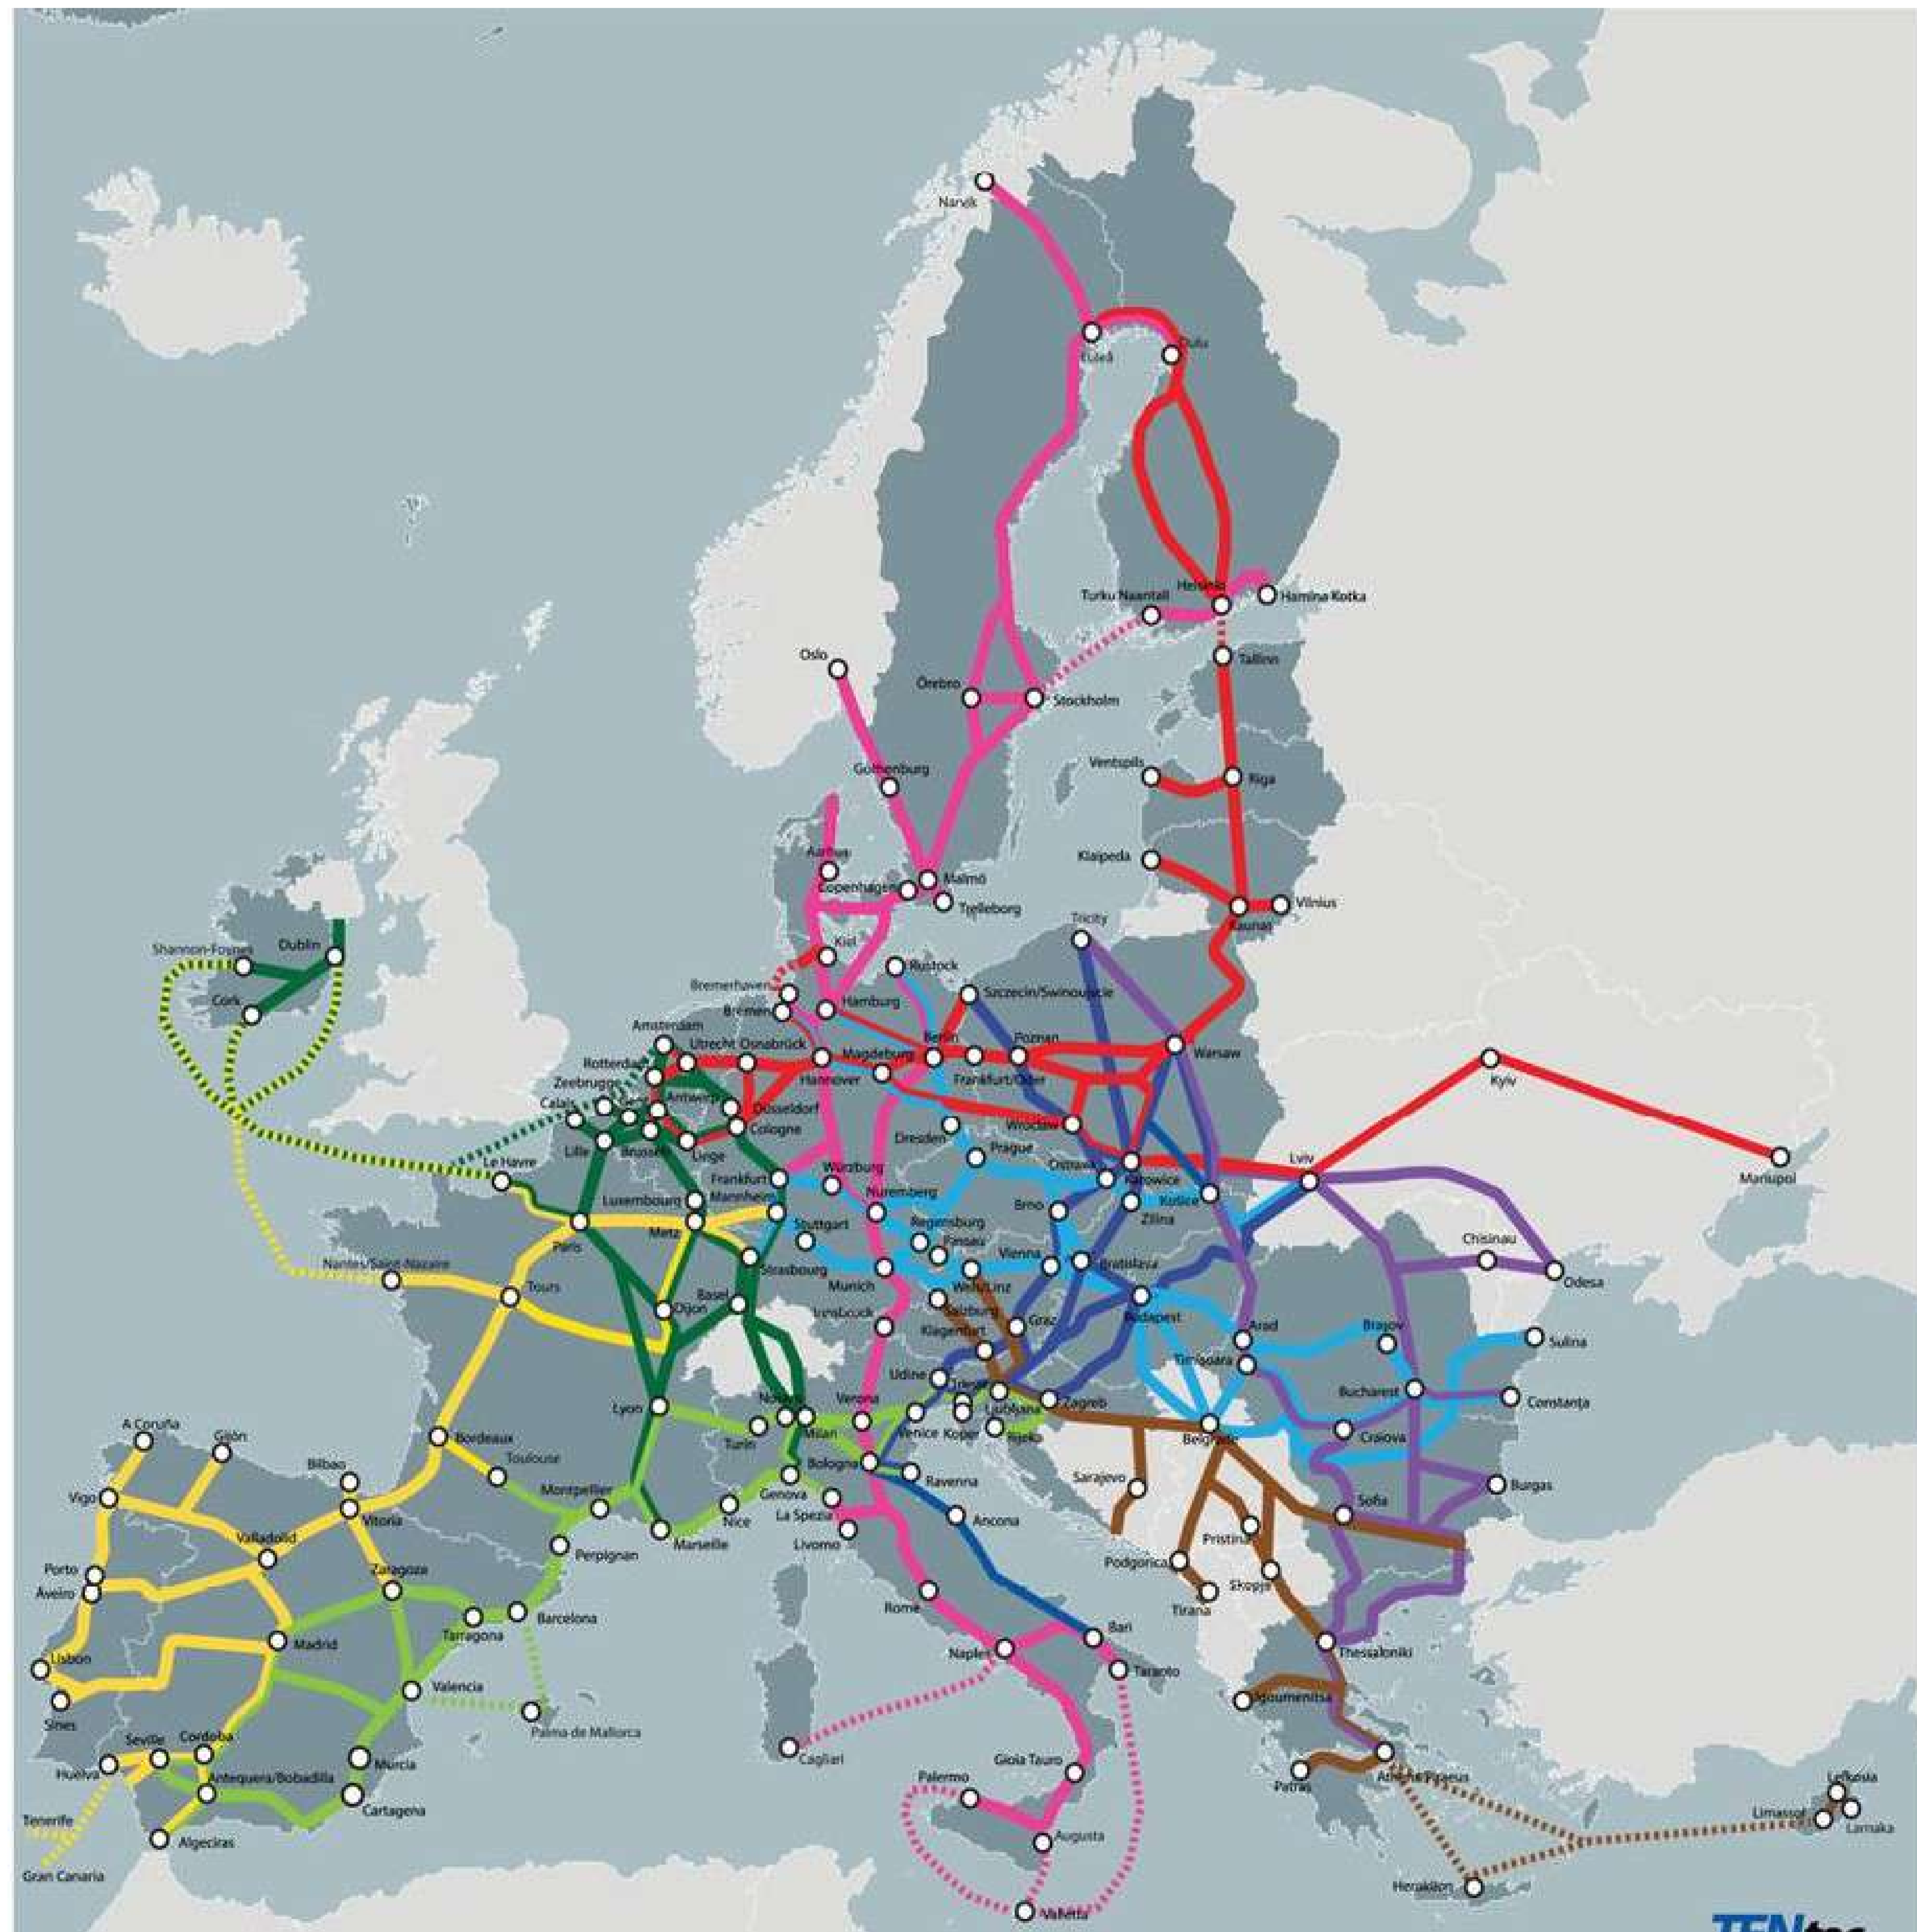 Narvik
Luleå
Oulu
Helsinki
Turku Naantali
Hamina Kotka
Tallinn
Oslo
Örebro
Stockholm
Gothenburg
Ventspils
Riga
Aarhus
Klaipeda
Copenhagen
Malmö
Trelleborg
Vilnius
Kaunas
Tricity
Shannon-Foynes
Dublin
Kiel
Rostock
Cork
Bremerhaven
Szczecin/Swinoujscie
Hamburg
Bremen
Amsterdam
Utrecht
Osnabrück
Berlin
Poznan
Magdeburg
Warsaw
Rotterdam
Hannover
Frankfurt/Oder
Kyiv
Zeebrugge
Calais
Antwerp
Düsseldorf
Cologne
Wroclaw
Dresden
Lille
Brussels
Liège
Prague
Le Havre
Würzburg
Ostrava
Lviv
Mariupol
Frankfurt
Katowice
Luxembourg
Mannheim
Nuremberg
Košice
Brno
Zilina
Stuttgart
Regensburg
Paris
Metz
Passau
Vienna
Chisinau
Nantes/Saint-Nazaire
Strasbourg
Bratislava
Odesa
Tours
Munich
Wels/Linz
Basel
Dijon
Salzburg
Innsbruck
Graz
Budapest
Klagenfurt
Arad
Brasov
Sulina
Timişoara
Udine
Trieste
Bucharest
Constanţa
Lyon
Novara
Verona
Ljubljana
Zagreb
A Coruña
Gijón
Bordeaux
Turin
Milan
Venice
Koper
Rijeka
Belgrade
Craiova
Toulouse
Bilbao
Bologna
Ravenna
Sarajevo
Burgas
Vigo
Montpellier
Genova
Sofia
Vitoria
Nice
La Spezia
Ancona
Valladolid
Marseille
Livorno
Pristina
Perpignan
Podgorica
Porto
Zaragoza
Skopje
Aveiro
Rome
Tirana
Barcelona
Tarragona
Bari
Madrid
Naples
Thessaloniki
Lisbon
Taranto
Valencia
Igoumenitsa
Sines
Palma de Mallorca
Seville
Cordoba
Cagliari
Gioia Tauro
Huelva
Murcia
Antequera/Bobadilla
Palermo
Patras
Athens/Piraeus
Lefkosia
Cartagena
Limassol
Larnaka
Tenerife
Algeciras
Augusta
Gran Canaria
Heraklion
Valletta